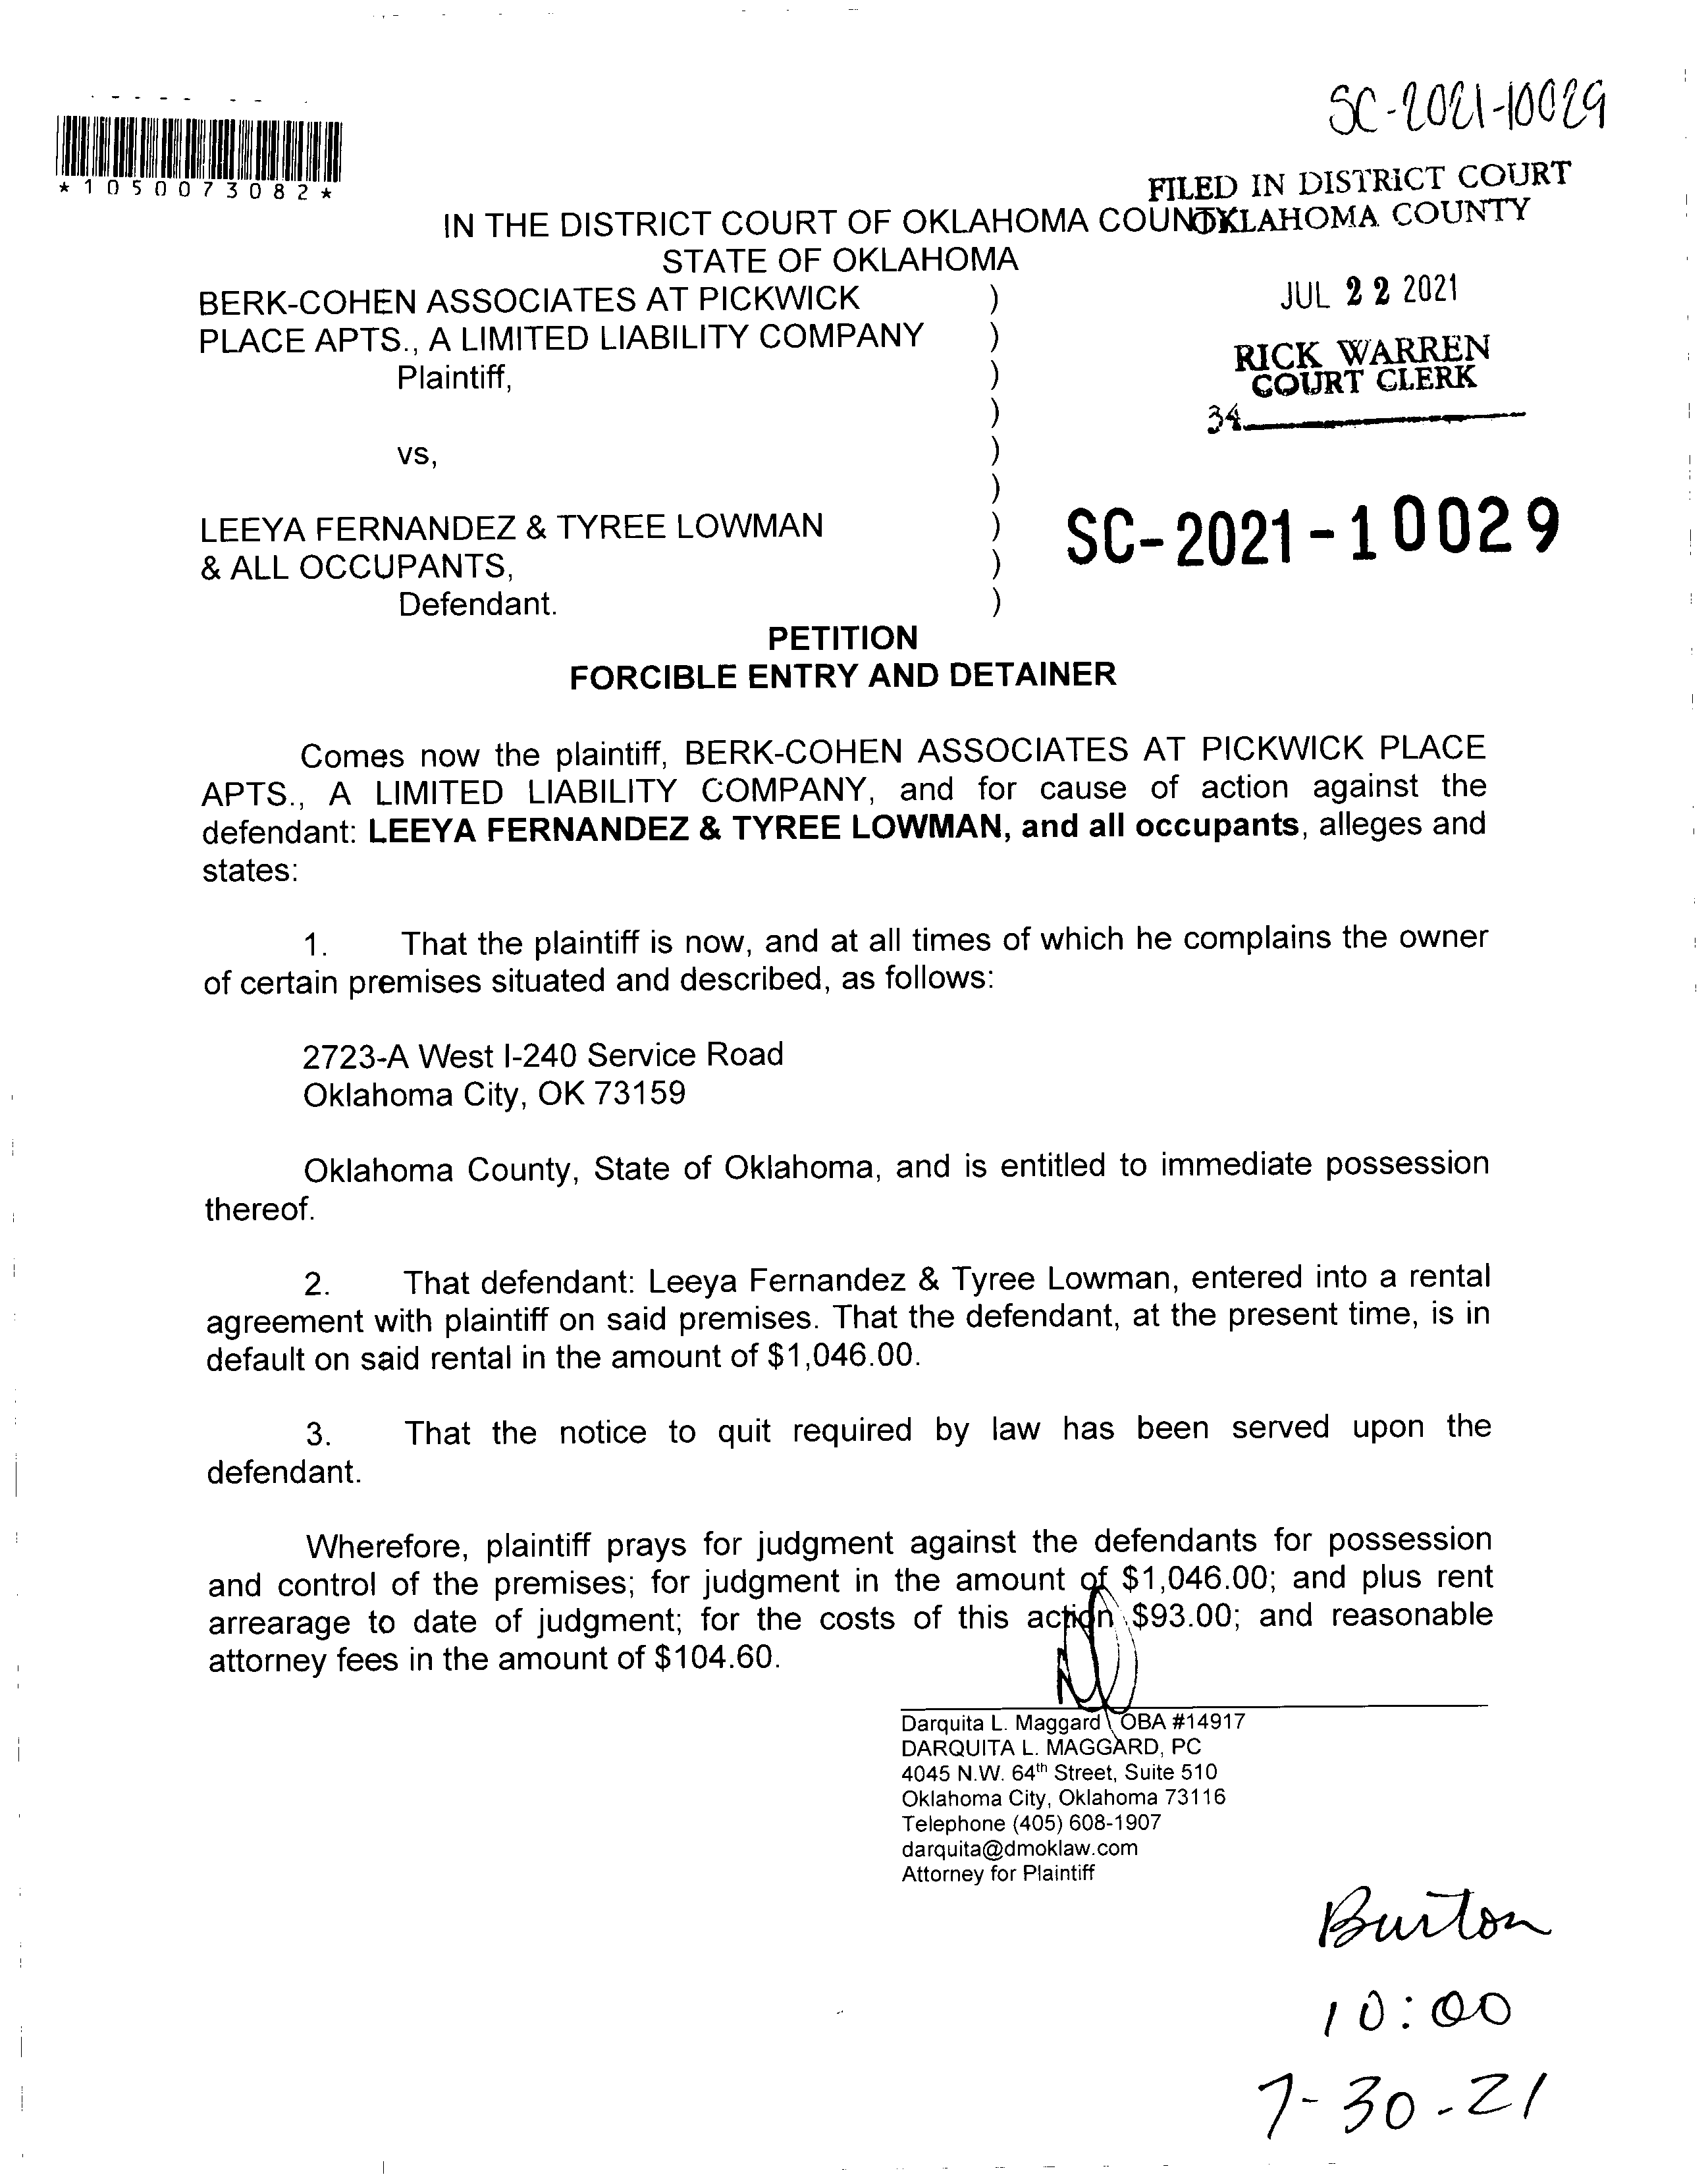 SC-2021-10029
*1050073082*
FILED IN DISTRICT COURT
OKLAHOMA COUNTY
IN THE DISTRICT COURT OF OKLAHOMA COUNTY
STATE OF OKLAHOMA
JUL 22 2021
RICK WARREN
COURT CLERK
34
BERK-COHEN ASSOCIATES AT PICKWICK )
PLACE APTS., A LIMITED LIABILITY COMPANY )
Plaintiff, )
)
vs, )
)
LEEYA FERNANDEZ & TYREE LOWMAN )
& ALL OCCUPANTS, )
Defendant. )
SC-2021-10029
PETITION
FORCIBLE ENTRY AND DETAINER
Comes now the plaintiff, BERK-COHEN ASSOCIATES AT PICKWICK PLACE
APTS., A LIMITED LIABILITY COMPANY, and for cause of action against the
defendant: LEEYA FERNANDEZ & TYREE LOWMAN, and all occupants, alleges and
states:
1. That the plaintiff is now, and at all times of which he complains the owner
of certain premises situated and described, as follows:
2723-A West I-240 Service Road
Oklahoma City, OK 73159
Oklahoma County, State of Oklahoma, and is entitled to immediate possession
thereof.
2. That defendant: Leeya Fernandez & Tyree Lowman, entered into a rental
agreement with plaintiff on said premises. That the defendant, at the present time, is in
default on said rental in the amount of $1,046.00.
3. That the notice to quit required by law has been served upon the
defendant.
Wherefore, plaintiff prays for judgment against the defendants for possession
and control of the premises; for judgment in the amount of $1,046.00; and plus rent
arrearage to date of judgment; for the costs of this action $93.00; and reasonable
attorney fees in the amount of $104.60.
Darquita L. Maggard OBA #14917
DARQUITA L. MAGGARD, PC
4045 N.W. 64th Street, Suite 510
Oklahoma City, Oklahoma 73116
Telephone (405) 608-1907
darquita@dmoklaw.com
Attorney for Plaintiff
Burton
10:00
7-30-21